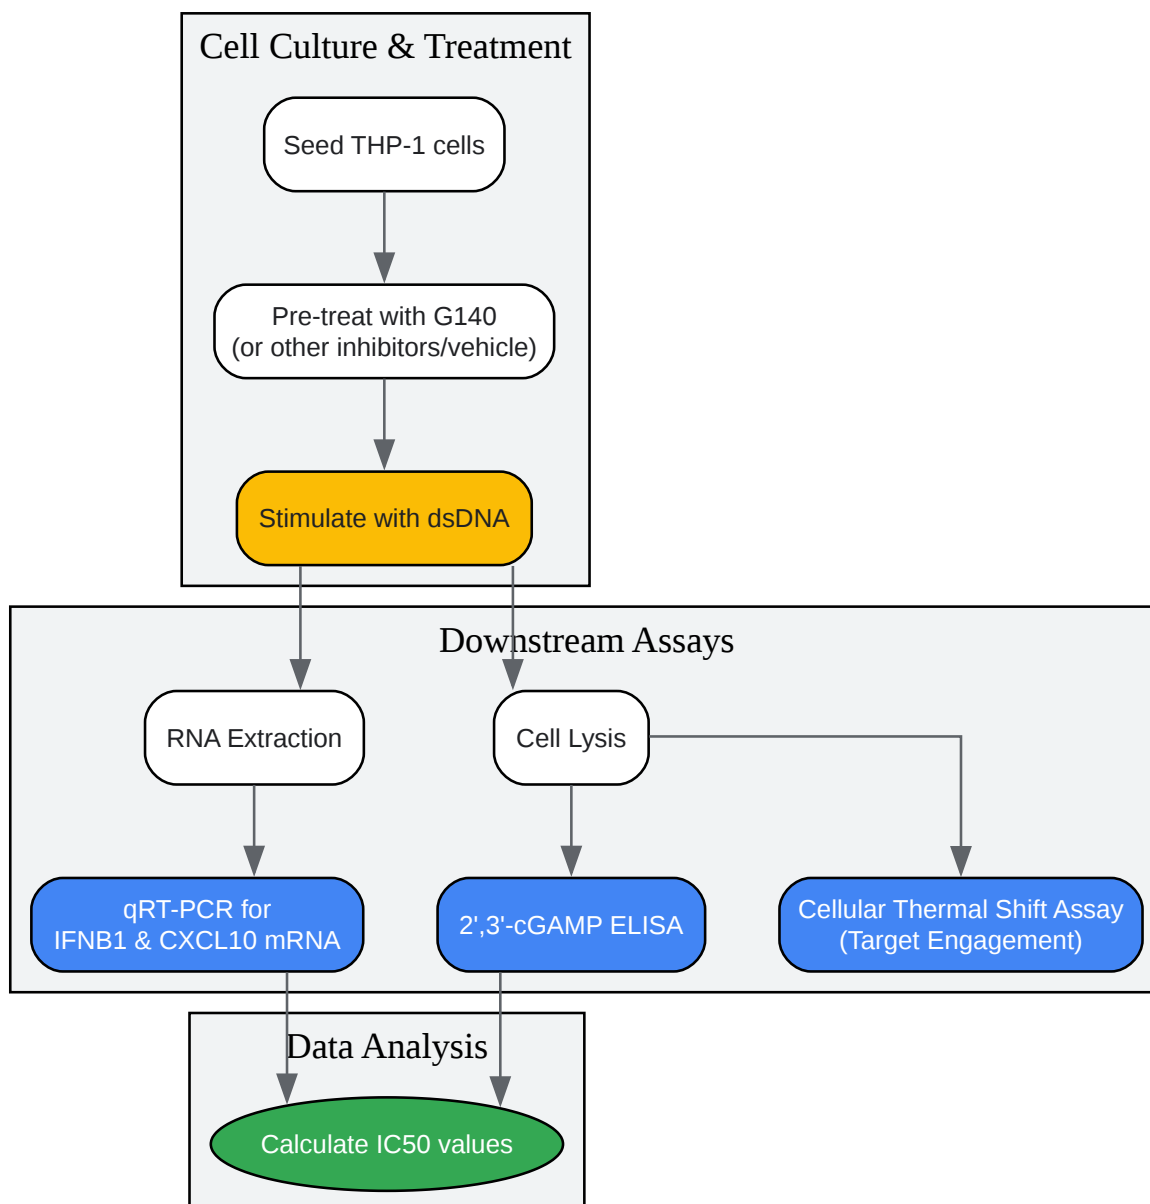 Cell Culture & Treatment
Seed THP-1 cells
Pre-treat with G140
(or other inhibitors/vehicle)
Stimulate with dsDNA
Downstream Assays
RNA Extraction
Cell Lysis
qRT-PCR for
IFNB1 & CXCL10 mRNA
2',3'-cGAMP ELISA
Cellular Thermal Shift Assay
(Target Engagement)
Data Analysis
Calculate IC50 values